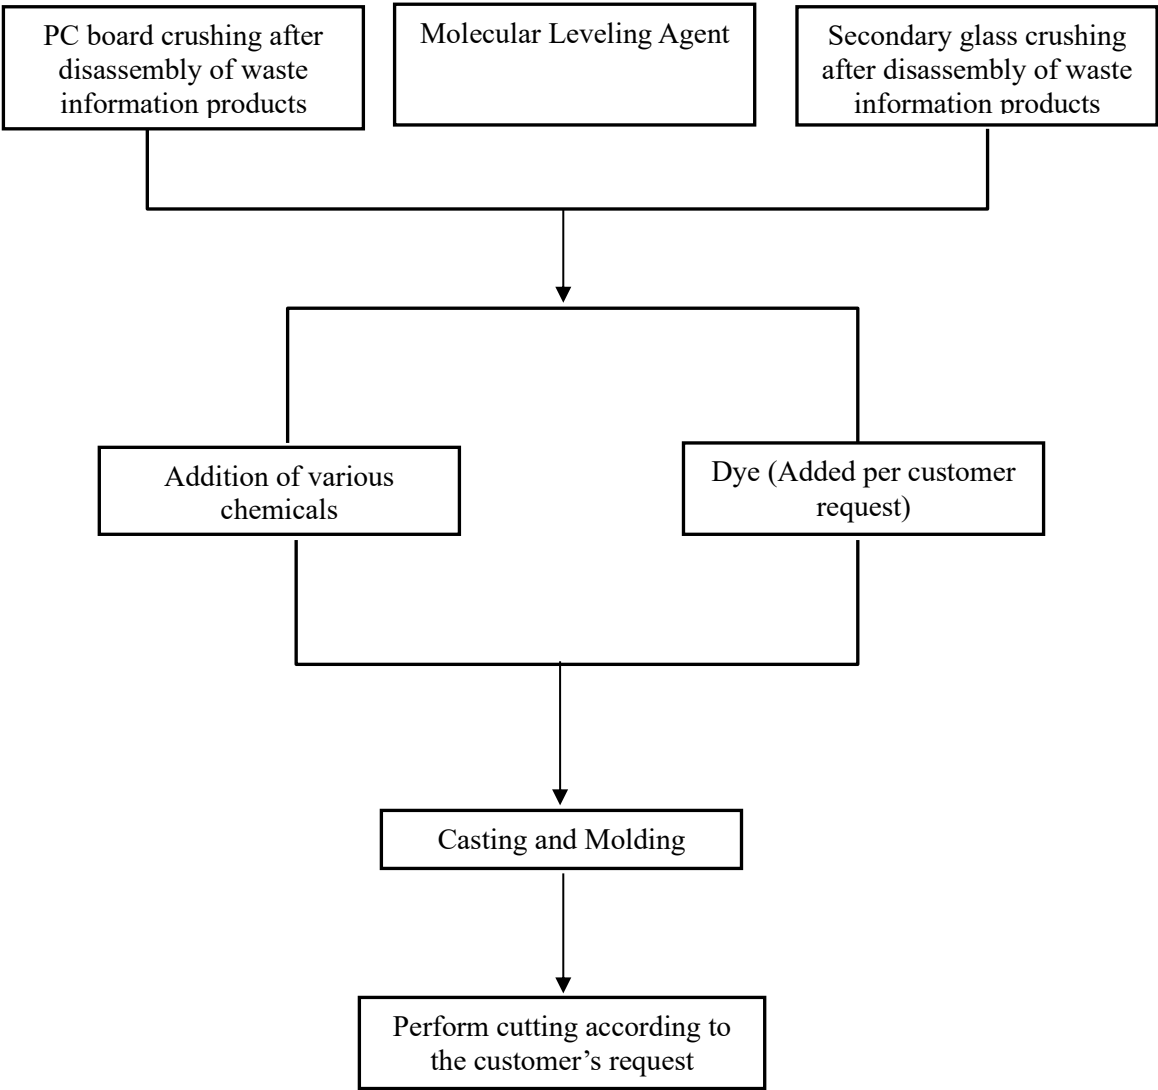 PC board crushing after
disassembly of waste
information products
Molecular Leveling Agent
Secondary glass crushing
after disassembly of waste
information products
Addition of various
chemicals
Dye (Added per customer
request)
Casting and Molding
Perform cutting according to
the customer’s request